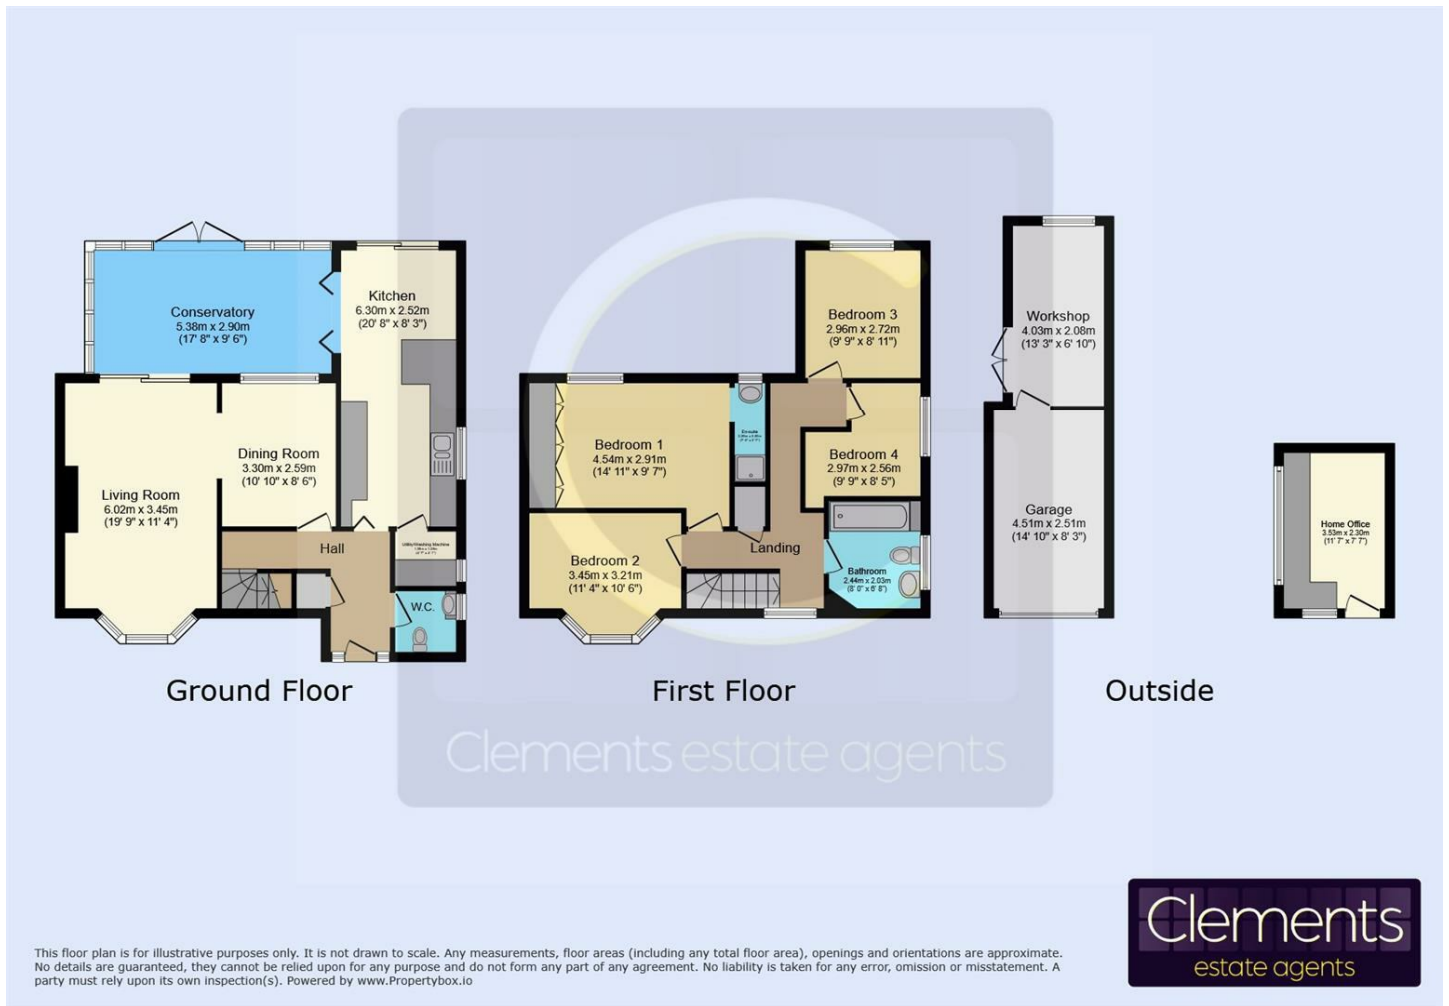 Conservatory
5.38m x 2.90m
(17' 8" x 9' 6")
Kitchen
6.30m x 2.52m
(20' 8" x 8' 3")
Dining Room
3.30m x 2.59m
(10' 10" x 8' 6")
Living Room
6.02m x 3.45m
(19' 9" x 11' 4")
Hall
Utility/Washing Machine
W.C.
Ground Floor
Bedroom 3
2.96m x 2.72m
(9' 9" x 8' 11")
Bedroom 1
4.54m x 2.91m
(14' 11" x 9' 7")
Ensuite
Bedroom 4
2.97m x 2.56m
(9' 9" x 8' 5")
Bedroom 2
3.45m x 3.21m
(11' 4" x 10' 6")
Landing
Bathroom
2.44m x 2.03m
(8' 0" x 6' 8")
First Floor
Workshop
4.03m x 2.08m
(13' 3" x 6' 10")
Garage
4.51m x 2.51m
(14' 10" x 8' 3")
Home Office
3.53m x 2.30m
(11' 7" x 7' 7")
Outside
Clements estate agents
Clements
estate agents
This floor plan is for illustrative purposes only. It is not drawn to scale. Any measurements, floor areas (including any total floor area), openings and orientations are approximate.
No details are guaranteed, they cannot be relied upon for any purpose and do not form any part of any agreement. No liability is taken for any error, omission or misstatement. A
party must rely upon its own inspection(s). Powered by www.Propertybox.io